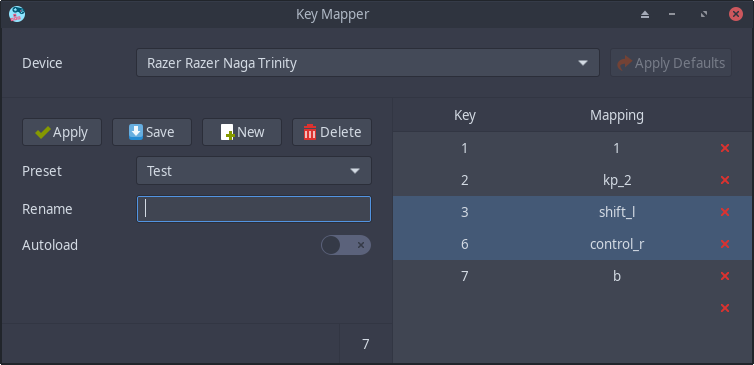 Key Mapper
Device
Razer Razer Naga Trinity
Apply Defaults
Apply
Save
New
Delete
Preset
Test
Rename
Autoload
7
Key Mapping
1 1
2 kp_2
3 shift_l
6 control_r
7 b